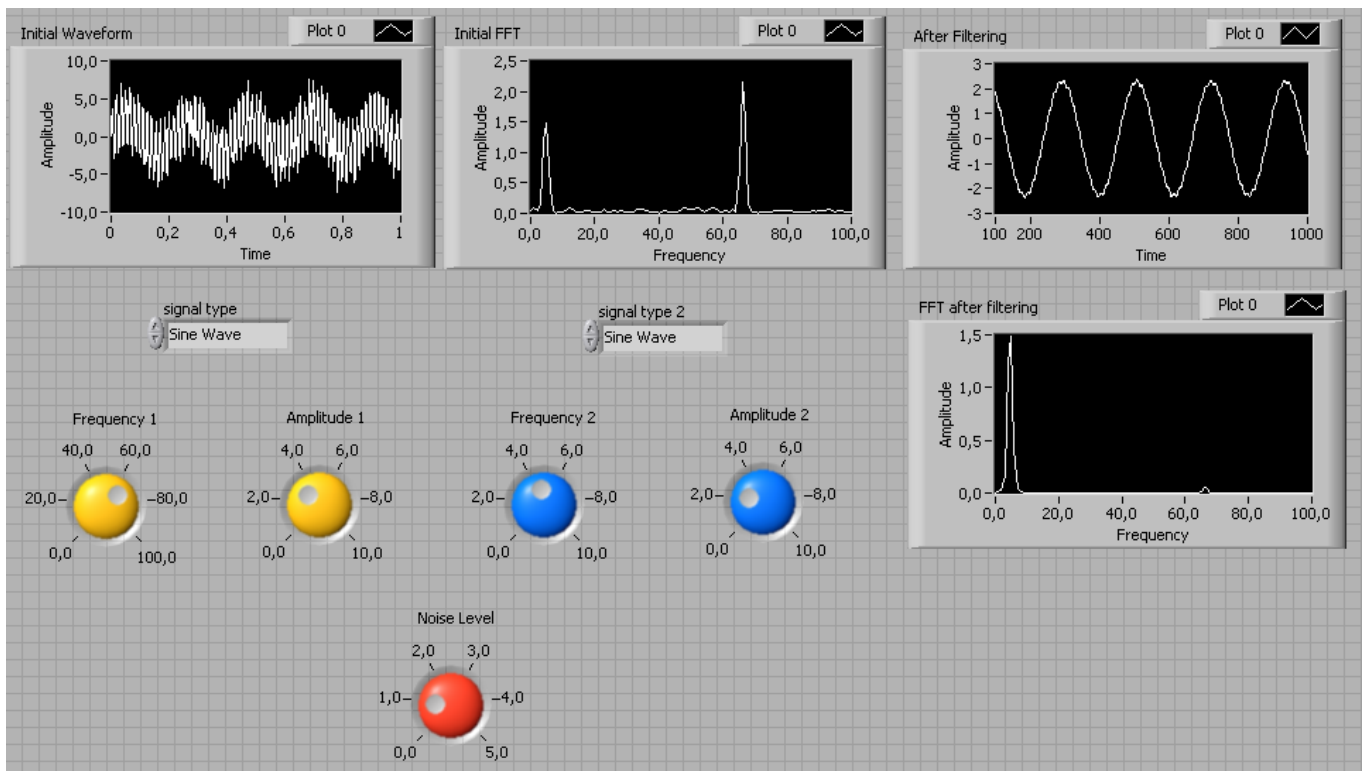 Initial Waveform
Plot 0
Amplitude
10,0
5,0
0,0
-5,0
-10,0
0 0,2 0,4 0,6 0,8 1
Time
Initial FFT
Plot 0
Amplitude
2,5
2,0
1,5
1,0
0,5
0,0
0,0 20,0 40,0 60,0 80,0 100,0
Frequency
After Filtering
Plot 0
Amplitude
3
2
1
0
-1
-2
-3
100 200 400 600 800 1000
Time
signal type
Sine Wave
signal type 2
Sine Wave
FFT after filtering
Plot 0
Amplitude
1,5
1,0
0,5
0,0
0,0 20,0 40,0 60,0 80,0 100,0
Frequency
Frequency 1
40,0 60,0
20,0 80,0
0,0 100,0
Amplitude 1
4,0 6,0
2,0 8,0
0,0 10,0
Frequency 2
4,0 6,0
2,0 8,0
0,0 10,0
Amplitude 2
4,0 6,0
2,0 8,0
0,0 10,0
Noise Level
2,0 3,0
1,0 4,0
0,0 5,0